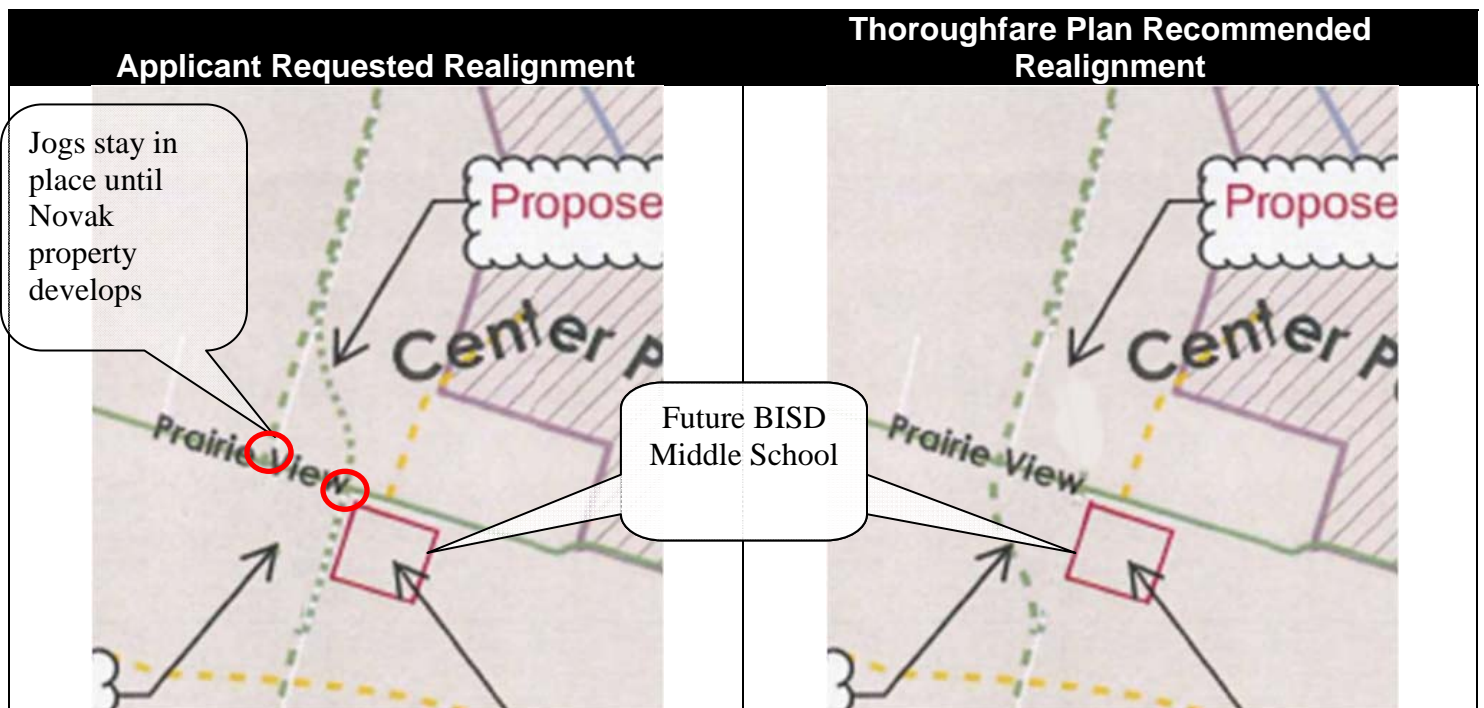 Applicant Requested Realignment
Thoroughfare Plan Recommended
Realignment
Jogs stay in
place until
Novak
property
develops
Propose
Center P
Prairie View
Future BISD
Middle School
Propose
Center P
Prairie View